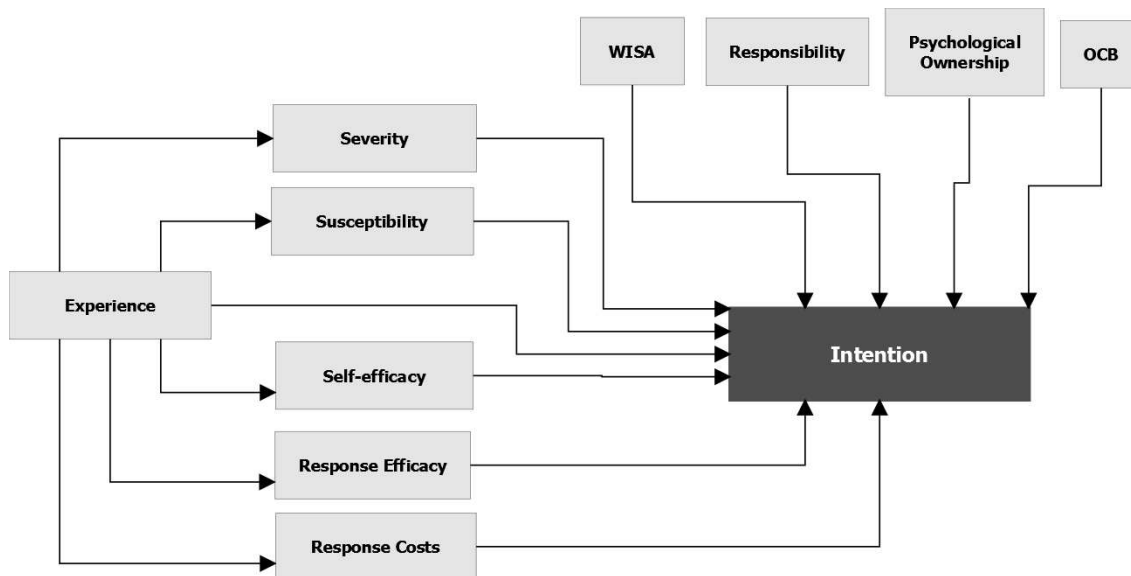 WISA
Responsibility
Psychological
Ownership
OCB
Severity
Susceptibility
Experience
Intention
Self-efficacy
Response Efficacy
Response Costs